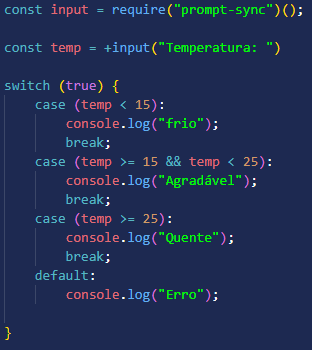 const input = require("prompt-sync")();
const temp = +input("Temperatura: ")
switch (true) {
    case (temp < 15):
        console.log("frio");
        break;
    case (temp >= 15 && temp < 25):
        console.log("Agradável");
        break;
    case (temp >= 25):
        console.log("Quente");
        break;
    default:
        console.log("Erro");
}